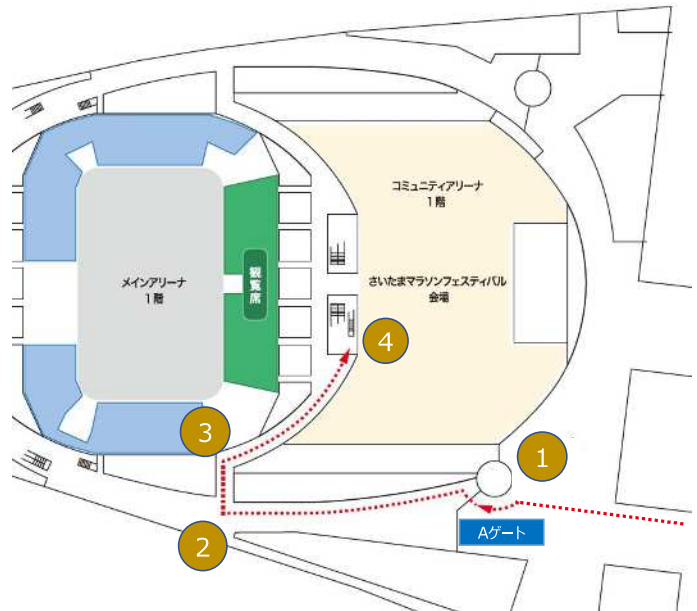 コミュニティアリーナ
1階
メインアリーナ
1階
観覧席
さいたまマラソンフェスティバル
会場
4
3
1
2
Aゲート